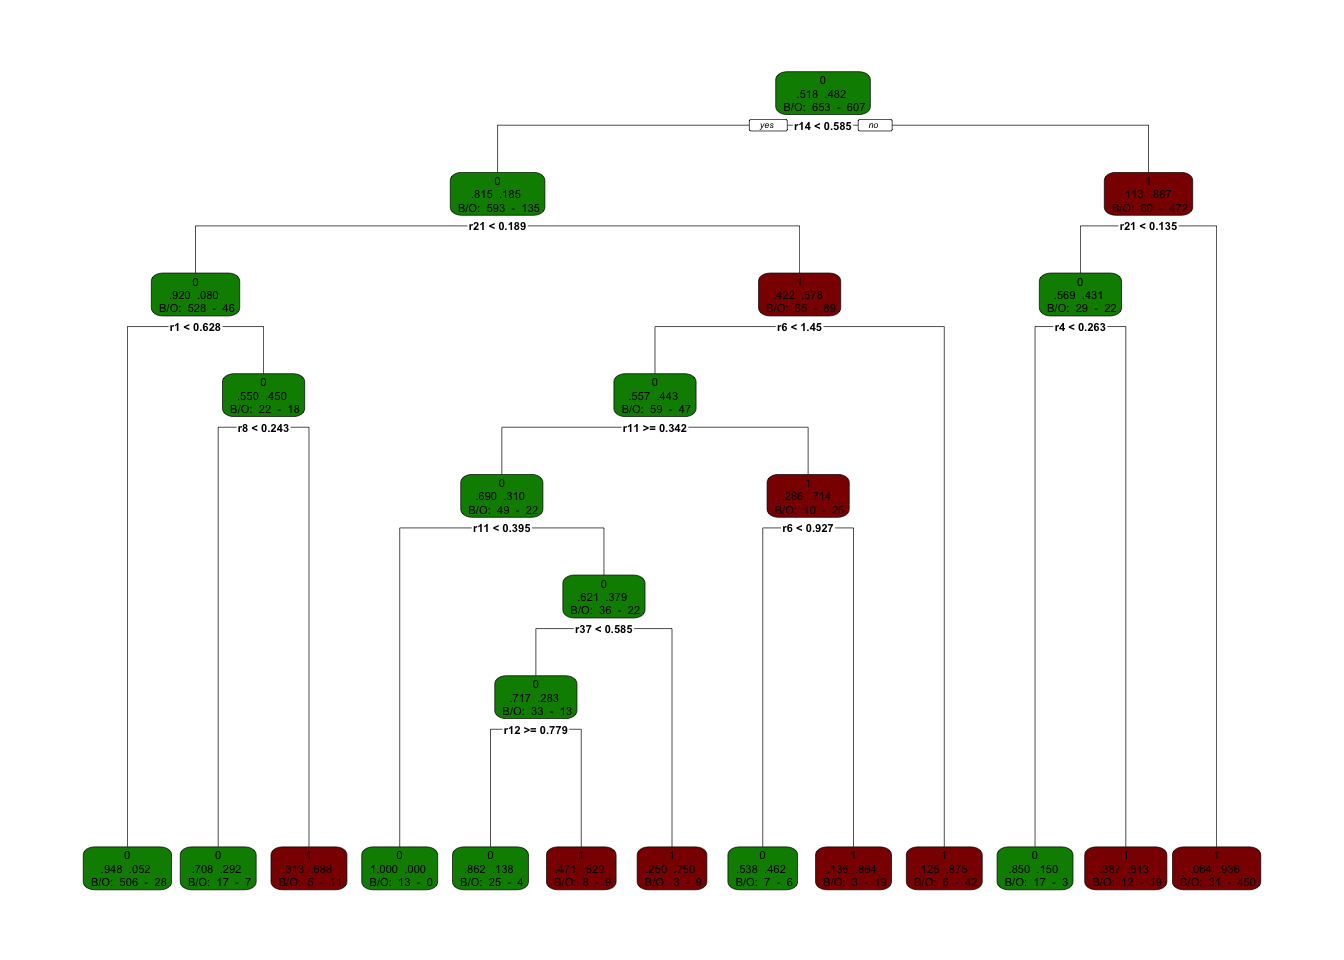 0
.518 .482
B/O: 653 - 607
yes r14 < 0.585 no
0
.815 .185
B/O: 593 - 135
r21 < 0.189
1
.113 .887
B/O: 60 - 472
r21 < 0.135
0
.920 .080
B/O: 528 - 46
r1 < 0.628
1
.422 .578
B/O: 65 - 89
r6 < 1.45
0
.569 .431
B/O: 29 - 22
r4 < 0.263
0
.550 .450
B/O: 22 - 18
r8 < 0.243
0
.557 .443
B/O: 59 - 47
r11 >= 0.342
0
.690 .310
B/O: 49 - 22
r11 < 0.395
1
.286 .714
B/O: 10 - 25
r6 < 0.927
0
.621 .379
B/O: 36 - 22
r37 < 0.585
0
.717 .283
B/O: 33 - 13
r12 >= 0.779
0
.948 .052
B/O: 506 - 28
0
.708 .292
B/O: 17 - 7
1
.313 .688
B/O: 5 - 11
0
1.000 .000
B/O: 13 - 0
0
.862 .138
B/O: 25 - 4
1
.471 .529
B/O: 8 - 9
1
.250 .750
B/O: 3 - 9
0
.538 .462
B/O: 7 - 6
1
.136 .864
B/O: 3 - 19
1
.125 .875
B/O: 6 - 42
0
.850 .150
B/O: 17 - 3
1
.387 .613
B/O: 12 - 19
1
.064 .936
B/O: 31 - 450